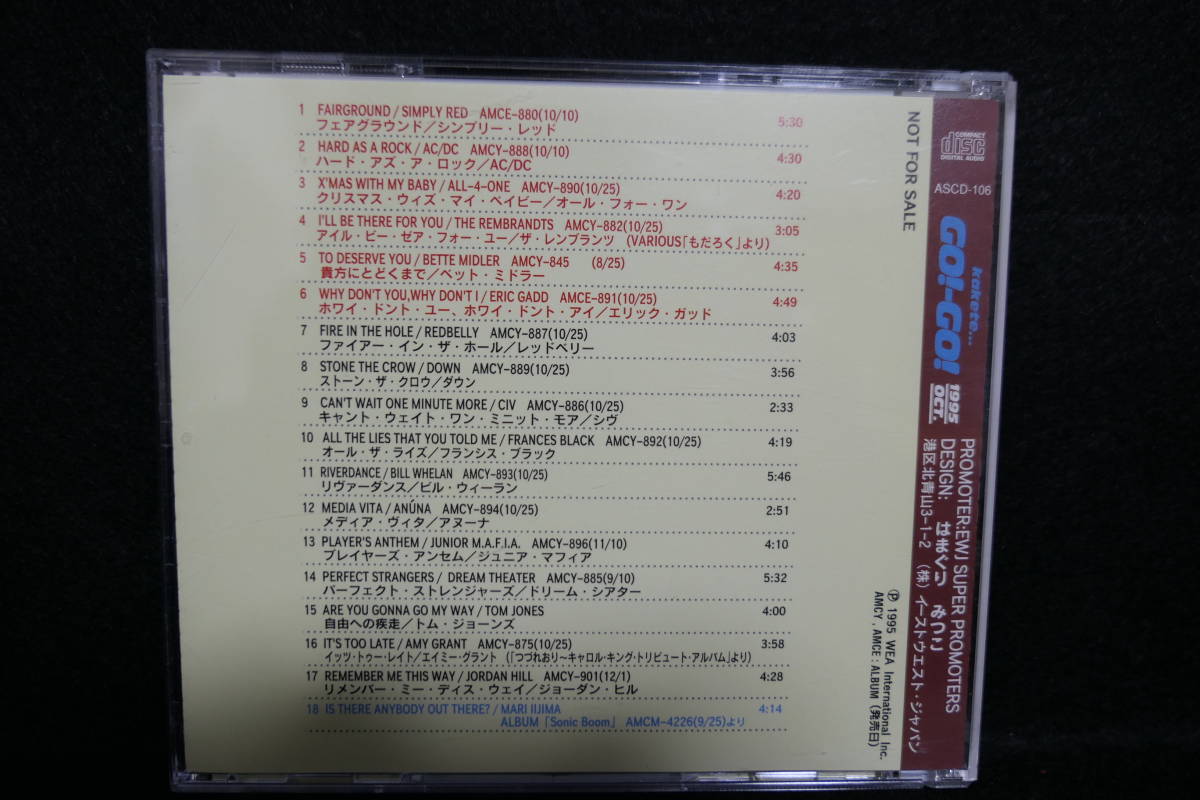 1 FAIRGROUND / SIMPLY RED AMCE-880(10/10) 5:30
フェアグラウンド／シンプリー・レッド
2 HARD AS A ROCK / AC/DC AMCY-888(10/10) 4:30
ハード・アズ・ア・ロック／AC/DC
3 X'MAS WITH MY BABY / ALL-4-ONE AMCY-890(10/25) 4:20
クリスマス・ウィズ・マイ・ベイビー／オール・フォー・ワン
4 I'LL BE THERE FOR YOU / THE REMBRANDTS AMCY-882(10/25) 3:05
アイル・ビー・ゼア・フォー・ユー／ザ・レンブランツ (VARIOUS「もだろく」より)
5 TO DESERVE YOU / BETTE MIDLER AMCY-845 (8/25) 4:35
貴方にとどくまで／ベット・ミドラー
6 WHY DON'T YOU,WHY DON'T I / ERIC GADD AMCE-891(10/25) 4:49
ホワイ・ドント・ユー、ホワイ・ドント・アイ／エリック・ガッド
7 FIRE IN THE HOLE / REDBELLY AMCY-887(10/25) 4:03
ファイアー・イン・ザ・ホール／レッドベリー
8 STONE THE CROW / DOWN AMCY-889(10/25) 3:56
ストーン・ザ・クロウ／ダウン
9 CAN'T WAIT ONE MINUTE MORE / CIV AMCY-886(10/25) 2:33
キャント・ウェイト・ワン・ミニット・モア／シヴ
10 ALL THE LIES THAT YOU TOLD ME / FRANCES BLACK AMCY-892(10/25) 4:19
オール・ザ・ライズ／フランシス・ブラック
11 RIVERDANCE / BILL WHELAN AMCY-893(10/25) 5:46
リヴァーダンス／ビル・ウィーラン
12 MEDIA VITA / ANÚNA AMCY-894(10/25) 2:51
メディア・ヴィタ／アヌーナ
13 PLAYER'S ANTHEM / JUNIOR M.A.F.I.A. AMCY-896(11/10) 4:10
プレイヤーズ・アンセム／ジュニア・マフィア
14 PERFECT STRANGERS / DREAM THEATER AMCY-885(9/10) 5:32
パーフェクト・ストレンジャーズ／ドリーム・シアター
15 ARE YOU GONNA GO MY WAY / TOM JONES 4:00
自由への疾走／トム・ジョーンズ
16 IT'S TOO LATE / AMY GRANT AMCY-875(10/25) 3:58
イッツ・トゥー・レイト／エイミー・グラント (「つづれおり〜キャロル・キング・トリビュート・アルバム」より)
17 REMEMBER ME THIS WAY / JORDAN HILL AMCY-901(12/1) 4:28
リメンバー・ミー・ディス・ウェイ／ジョーダン・ヒル
18 IS THERE ANYBODY OUT THERE? / MARI IIJIMA 4:14
ALBUM「Sonic Boom」 AMCM-4226(9/25)より
NOT FOR SALE
Ⓟ 1995 WEA International Inc.
AMCY, AMCE : ALBUM (発売日)
COMPACT
disc
DIGITAL AUDIO
ASCD-106
kakete...
GO!-GO!
1995
OCT.
PROMOTER:EWJ SUPER PROMOTERS
DESIGN:
港区北青山3-1-2 (株)イーストウエスト・ジャパン